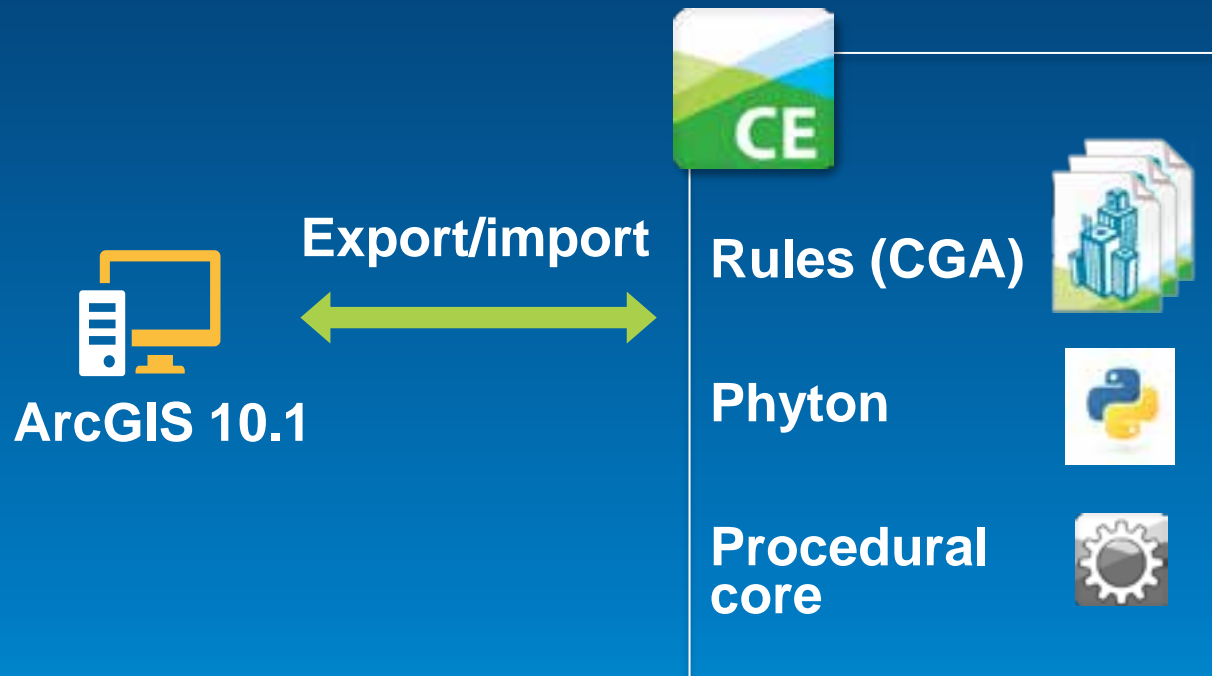 CE
Export/import
ArcGIS 10.1
Rules (CGA)
Phyton
Procedural
core